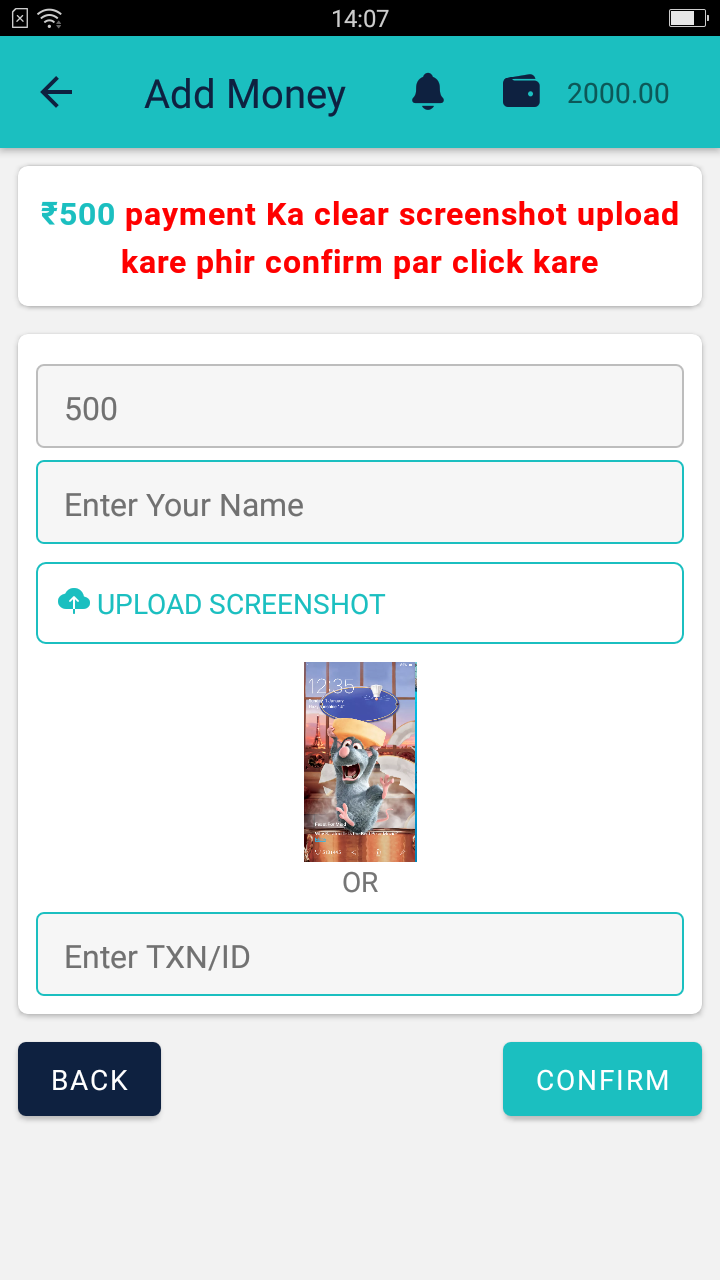 14:07
Add Money
2000.00
₹500 payment Ka clear screenshot upload
kare phir confirm par click kare
500
Enter Your Name
UPLOAD SCREENSHOT
12:35
OR
Enter TXN/ID
BACK
CONFIRM